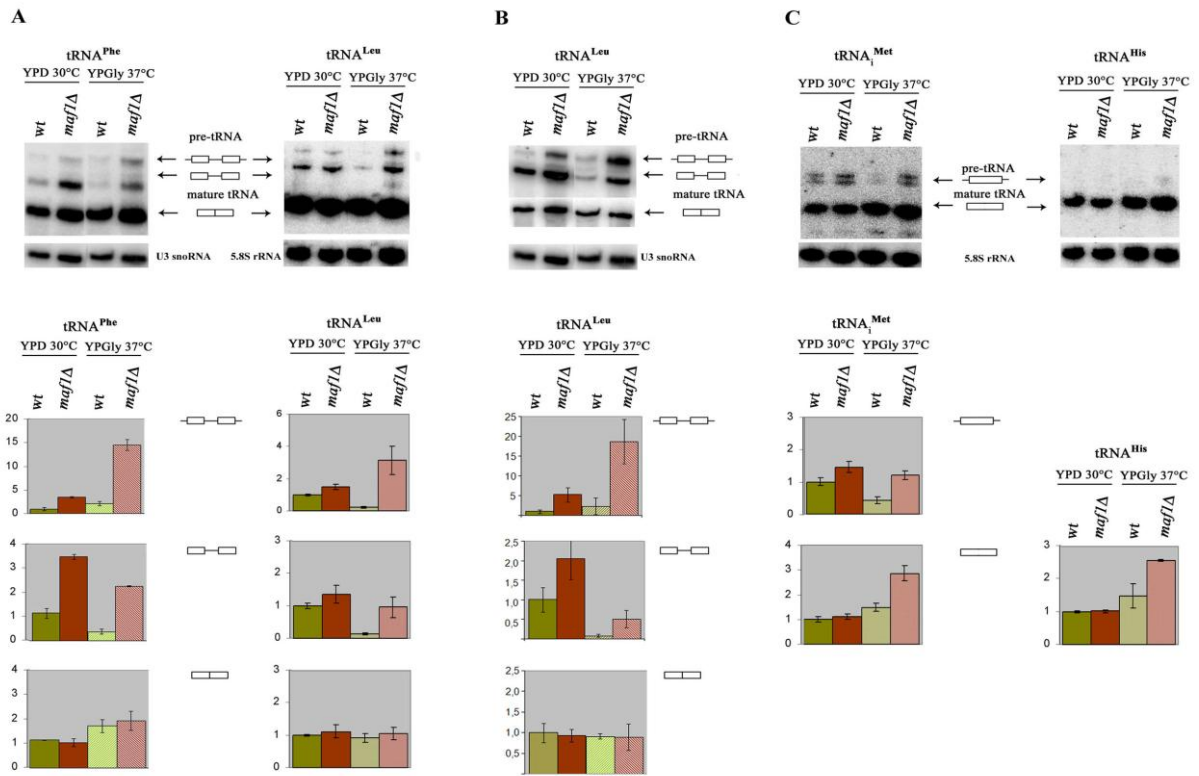 A
B
C
tRNA^Phe
YPD 30°C YPGly 37°C
wt maf1Δ wt maf1Δ
tRNA^Leu
YPD 30°C YPGly 37°C
wt maf1Δ wt maf1Δ
pre-tRNA
mature tRNA
U3 snoRNA
5.8S rRNA
tRNA^Leu
YPD 30°C YPGly 37°C
wt maf1Δ wt maf1Δ
pre-tRNA
mature tRNA
U3 snoRNA
tRNA_i^Met
YPD 30°C YPGly 37°C
wt maf1Δ wt maf1Δ
tRNA^His
YPD 30°C YPGly 37°C
wt maf1Δ wt maf1Δ
pre-tRNA
mature tRNA
5.8S rRNA
tRNA^Phe
YPD 30°C YPGly 37°C
wt maf1Δ wt maf1Δ
20
15
10
5
0
4
3
2
1
0
4
3
2
1
0
tRNA^Leu
YPD 30°C YPGly 37°C
wt maf1Δ wt maf1Δ
6
4
2
0
3
2
1
0
3
2
1
0
tRNA^Leu
YPD 30°C YPGly 37°C
wt maf1Δ wt maf1Δ
25
20
15
10
5
0
2,5
2,0
1,5
1,0
0,5
0
2,5
2,0
1,5
1,0
0,5
0
tRNA_i^Met
YPD 30°C YPGly 37°C
wt maf1Δ wt maf1Δ
3
2
1
0
4
3
2
1
0
tRNA^His
YPD 30°C YPGly 37°C
wt maf1Δ wt maf1Δ
3
2
1
0